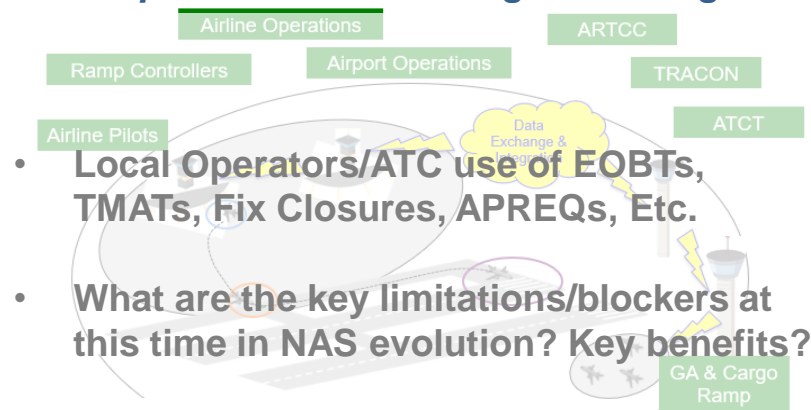 Airline Operations
ARTCC
Ramp Controllers
Airport Operations
TRACON
Airline Pilots
Data
Exchange &
Integration
ATCT
• Local Operators/ATC use of EOBTs,
TMATs, Fix Closures, APREQs, Etc.
• What are the key limitations/blockers at
this time in NAS evolution? Key benefits?
GA & Cargo
Ramp